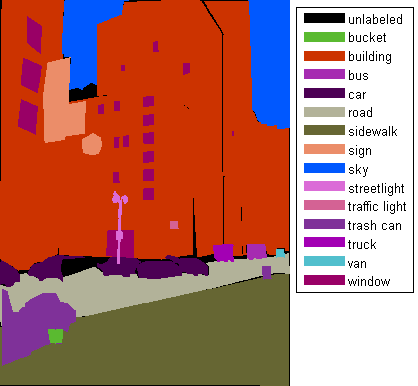 unlabeled
bucket
building
bus
car
road
sidewalk
sign
sky
streetlight
traffic light
trash can
truck
van
window